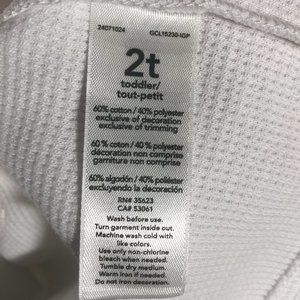 24071024 GCL15230-IGP
2t
toddler/
tout-petit
60% cotton / 40% polyester
exclusive of decoration
exclusive of trimming
60 % coton / 40 % polyester
décoration non comprise
garniture non comprise
60% algodón / 40% poliéster
excluyendo la decoración
RN# 35623
CA# 53061
Wash before use.
Turn garment inside out.
Machine wash cold with
like colors.
Use non-chlorine
bleach when needed.
Tumble dry medium.
Warm iron if needed.
Do not iron decoration.